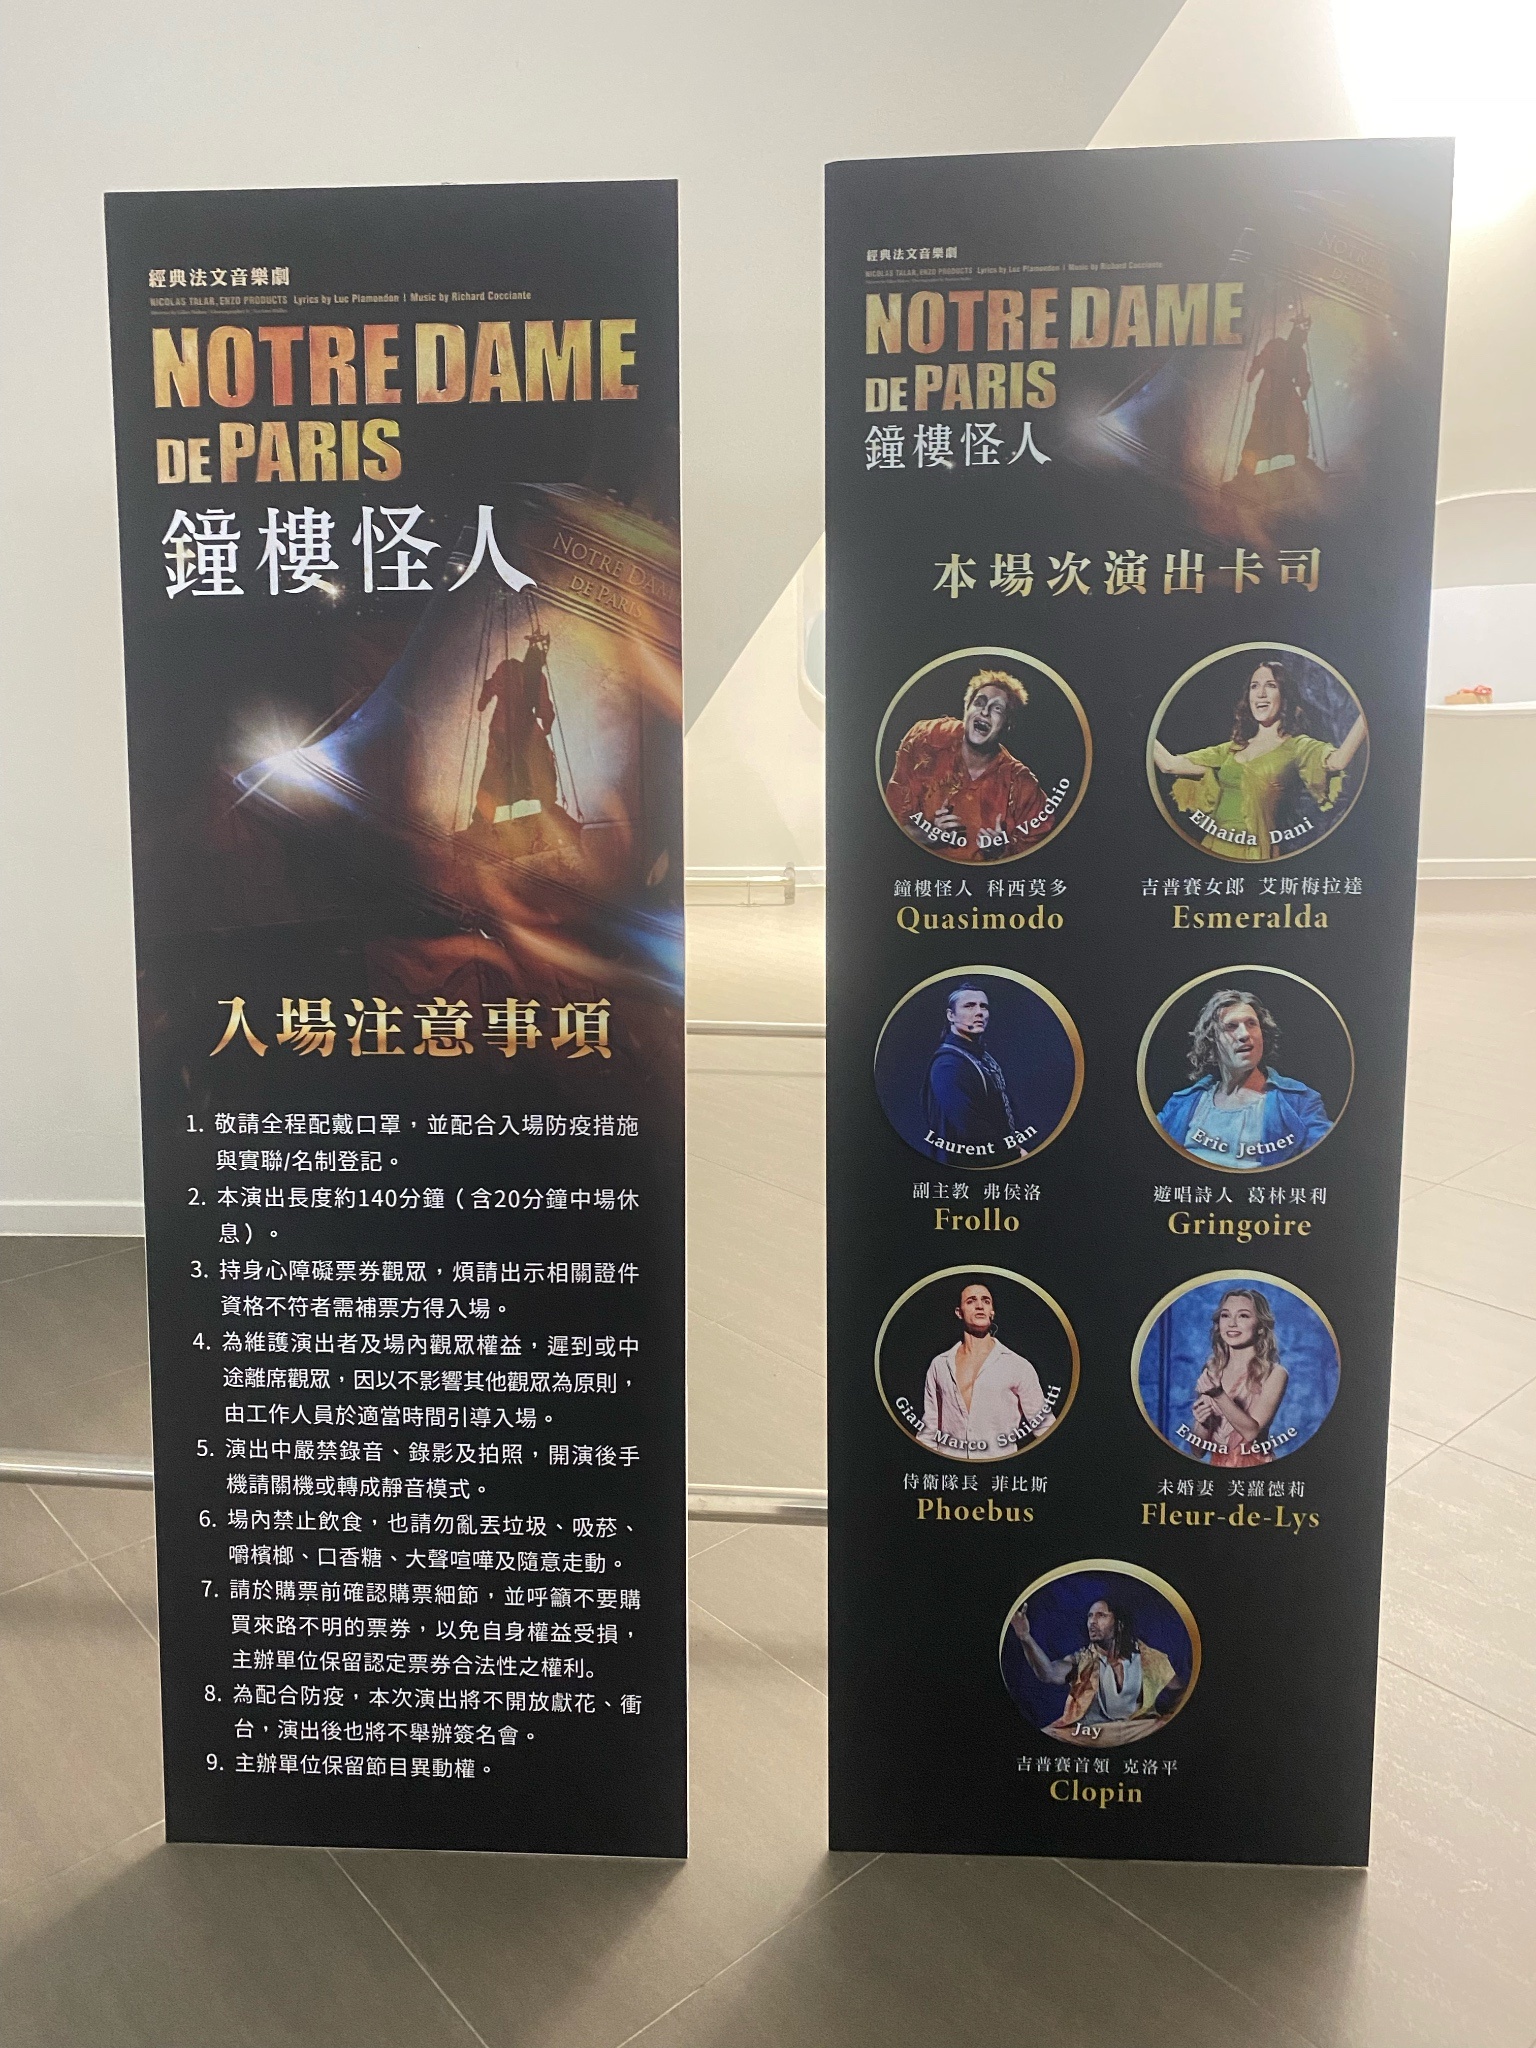 經典法文音樂劇
NICOLAS TALAR, ENZO PRODUCTS Lyrics by Luc Plamondon | Music by Richard Cocciante
NOTRE DAME
DE PARIS
鐘樓怪人
NOTRE DAM
DE PARIS
入場注意事項
1. 敬請全程配戴口罩，並配合入場防疫措施
與實聯/名制登記。
2. 本演出長度約140分鐘（含20分鐘中場休
息）。
3. 持身心障礙票券觀眾，煩請出示相關證件
資格不符者需補票方得入場。
4. 為維護演出者及場內觀眾權益，遲到或中
途離席觀眾，因以不影響其他觀眾為原則，
由工作人員於適當時間引導入場。
5. 演出中嚴禁錄音、錄影及拍照，開演後手
機請關機或轉成靜音模式。
6. 場內禁止飲食，也請勿亂丟垃圾、吸菸、
嚼檳榔、口香糖、大聲喧嘩及隨意走動。
7. 請於購票前確認購票細節，並呼籲不要購
買來路不明的票券，以免自身權益受損，
主辦單位保留認定票券合法性之權利。
8. 為配合防疫，本次演出將不開放獻花、衝
台，演出後也將不舉辦簽名會。
9. 主辦單位保留節目異動權。
經典法文音樂劇
NICOLAS TALAR, ENZO PRODUCTS Lyrics by Luc Plamondon | Music by Richard Cocciante
NOTRE DAME
DE PARIS
鐘樓怪人
本場次演出卡司
Angelo Del Vecchio
鐘樓怪人 科西莫多
Quasimodo
Elhaida Dani
吉普賽女郎 艾斯梅拉達
Esmeralda
Laurent Bàn
副主教 弗侯洛
Frollo
Eric Jetner
遊唱詩人 葛林果利
Gringoire
Gian Marco Schiaretti
侍衛隊長 菲比斯
Phoebus
Emma Lépine
未婚妻 芙蘿德莉
Fleur-de-Lys
Jay
吉普賽首領 克洛平
Clopin